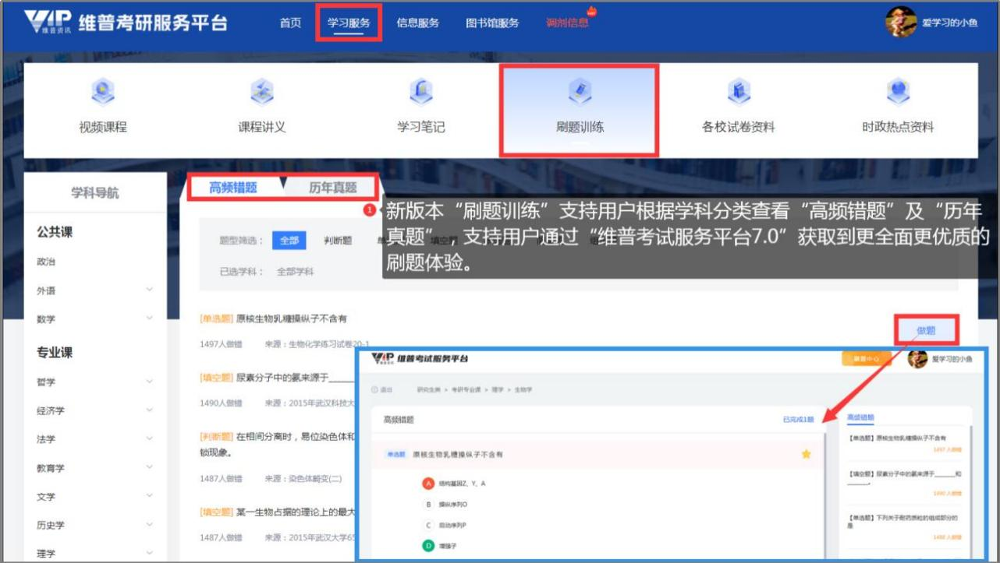 VIP 维普资讯 维普考研服务平台 首页 学习服务 信息服务 图书馆服务 调剂信息 HOT 爱学习的小鱼
视频课程 课程讲义 学习笔记 刷题训练 各校试卷资料 时政热点资料
学科导航
公共课
政治
外语
数学
专业课
哲学
经济学
法学
教育学
文学
历史学
理学
高频错题 历年真题
1 新版本“刷题训练”支持用户根据学科分类查看“高频错题”及“历年
真题”，支持用户通过“维普考试服务平台7.0”获取到更全面更优质的
刷题体验。
题型筛选： 全部 判断题 填空题
已选学科： 全部学科
[单选题] 原核生物乳糖操纵子不含有
1497人做错 来源：生物化学练习试卷20-1
做题
[填空题] 尿素分子中的氮来源于______
1490人做错 来源：2015年武汉科技大
[判断题] 在相间分离时，易位染色体和
锁现象。
1487人做错 来源：染色体畸变(二)
[填空题] 某一生物占据的理论上的最大
1487人做错 来源：2015年武汉大学65
VIP 维普资讯 维普考试服务平台 爱学习的小鱼
退出 研究生类 > 考研专业课 > 理学 > 生物学
高频错题 已完成1题
单选题 原核生物乳糖操纵子不含有
A 结构基因Z、Y、A
B 操纵序列O
C 启动序列P
D 增强子
高频错题
【单选题】原核生物乳糖操纵子不含有
1497 人做错
【填空题】尿素分子中的氮来源于______和
______。
1490 人做错
【单选题】下列关于耐药质粒的组成部分的
是
1488 人做错